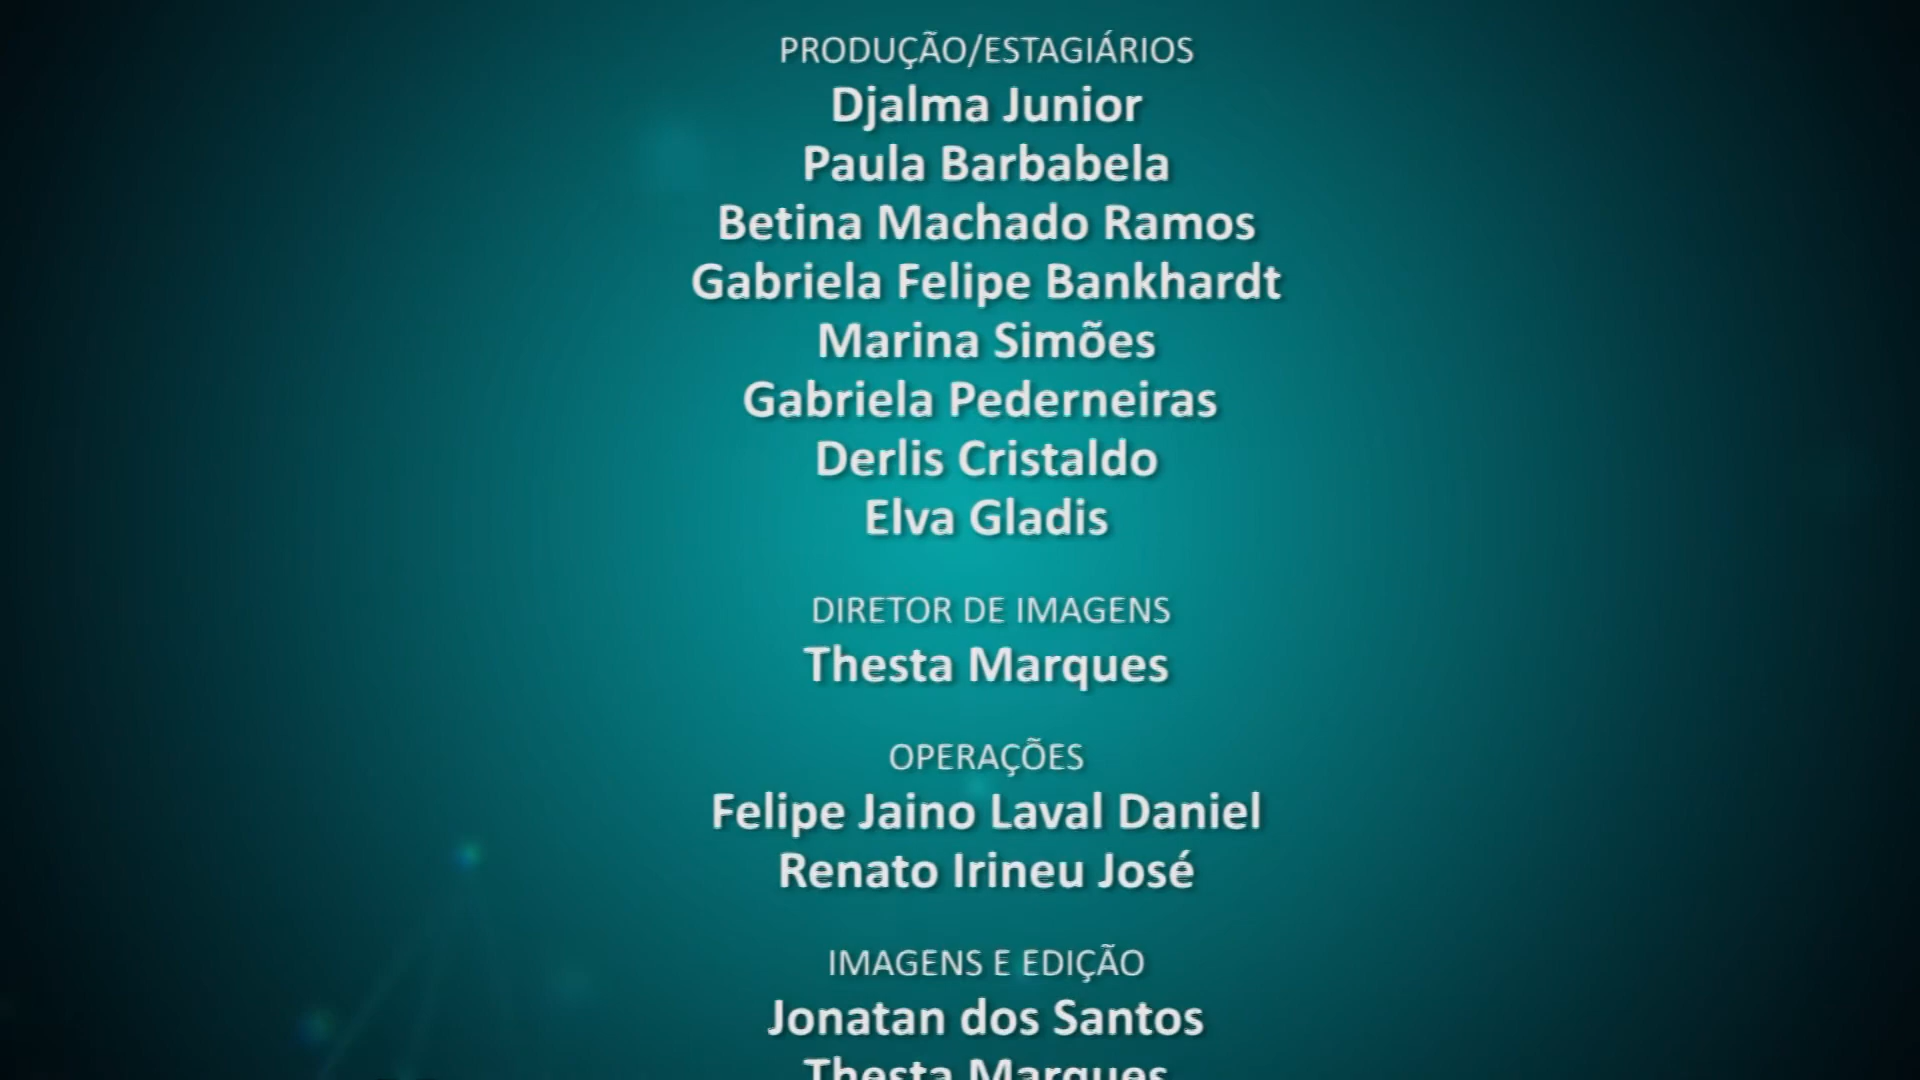 PRODUÇÃO/ESTAGIÁRIOS
Djalma Junior
Paula Barbabela
Betina Machado Ramos
Gabriela Felipe Bankhardt
Marina Simões
Gabriela Pederneiras
Derlis Cristaldo
Elva Gladis
DIRETOR DE IMAGENS
Thesta Marques
OPERAÇÕES
Felipe Jaino Laval Daniel
Renato Irineu José
IMAGENS E EDIÇÃO
Jonatan dos Santos
Thesta Marques